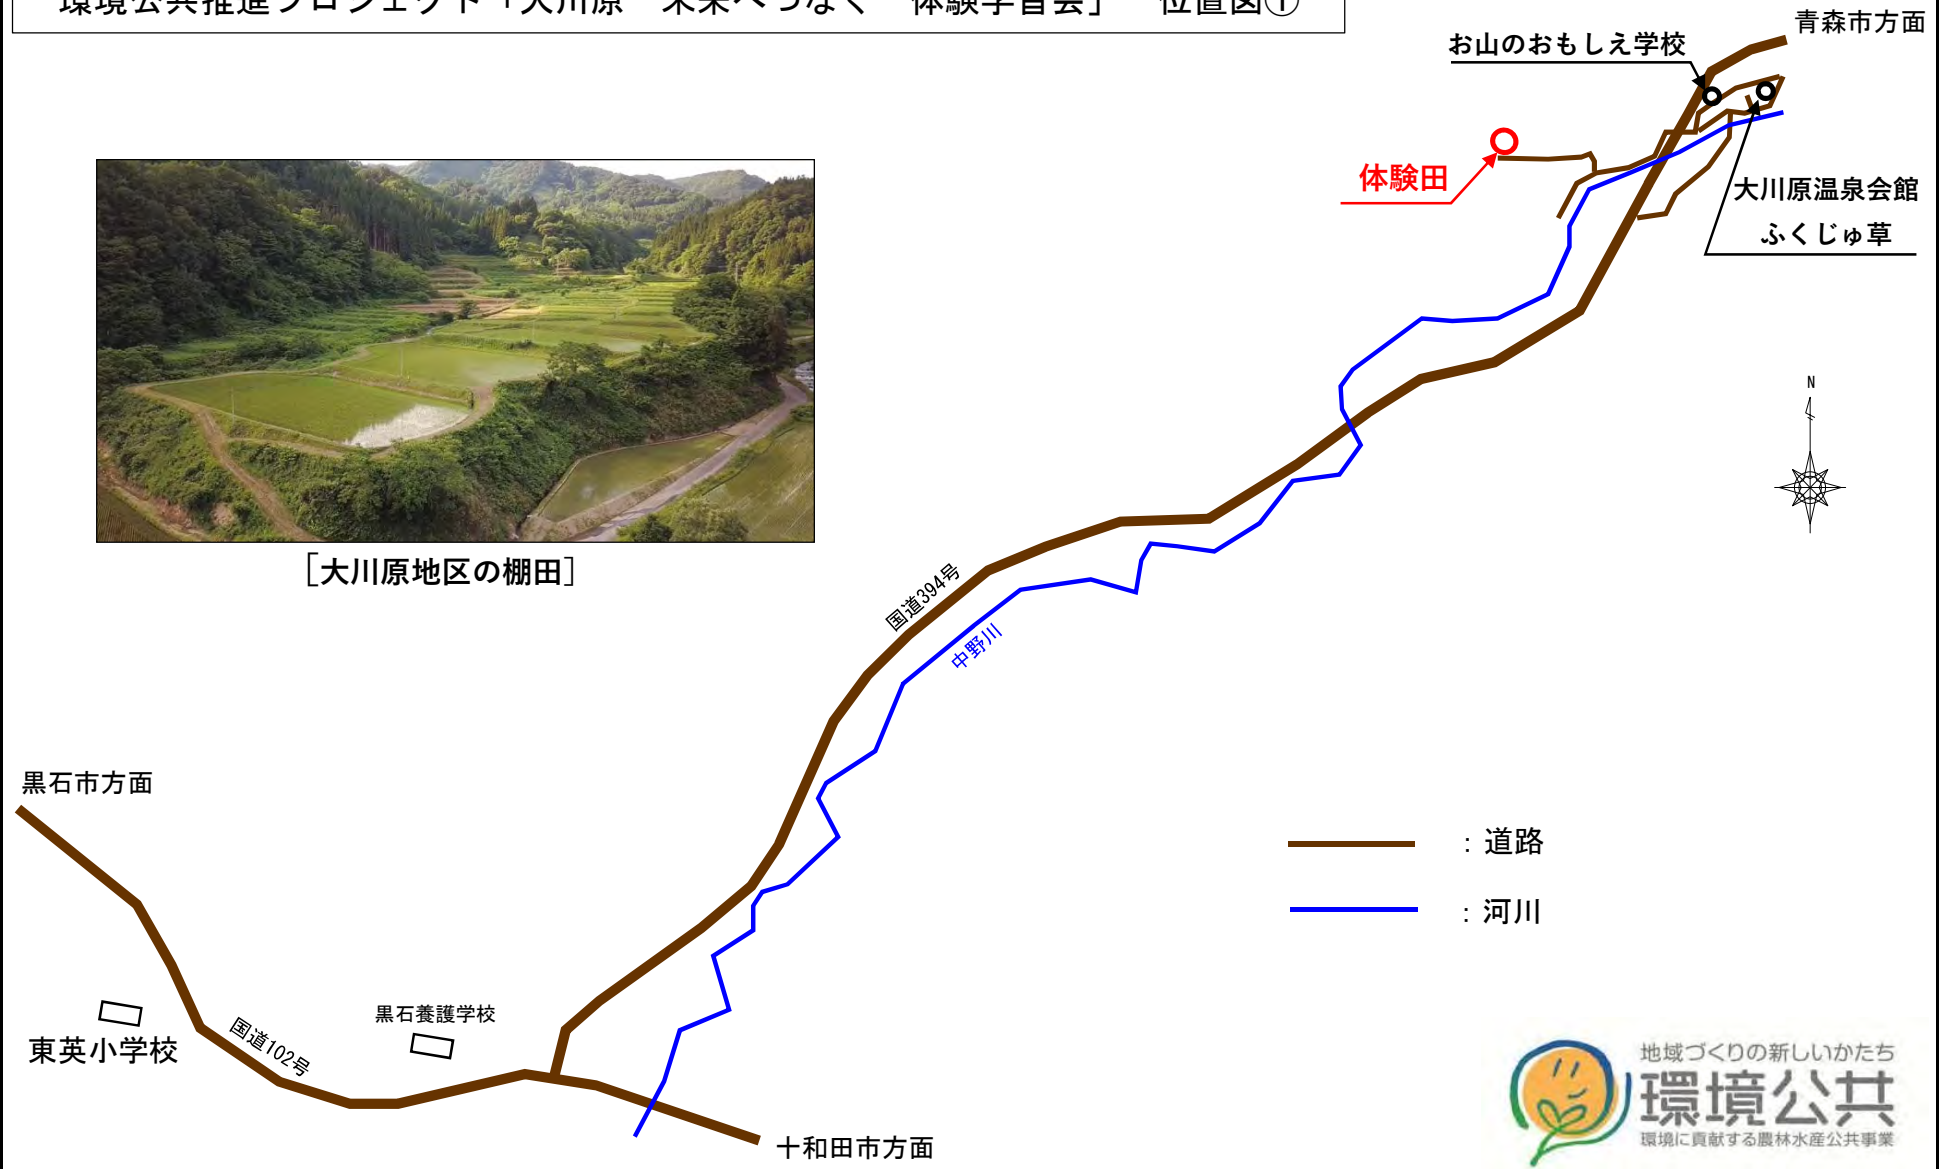 環境公共推進プロジェクト「大川原 未来へつなぐ 体験学習会」 位置図①
青森市方面
お山のおもしえ学校
体験田
大川原温泉会館
ふくじゅ草
N
［大川原地区の棚田］
国道394号
中野川
黒石市方面
：道路
：河川
黒石養護学校
東英小学校
国道102号
十和田市方面
地域づくりの新しいかたち
環境公共
環境に貢献する農林水産公共事業